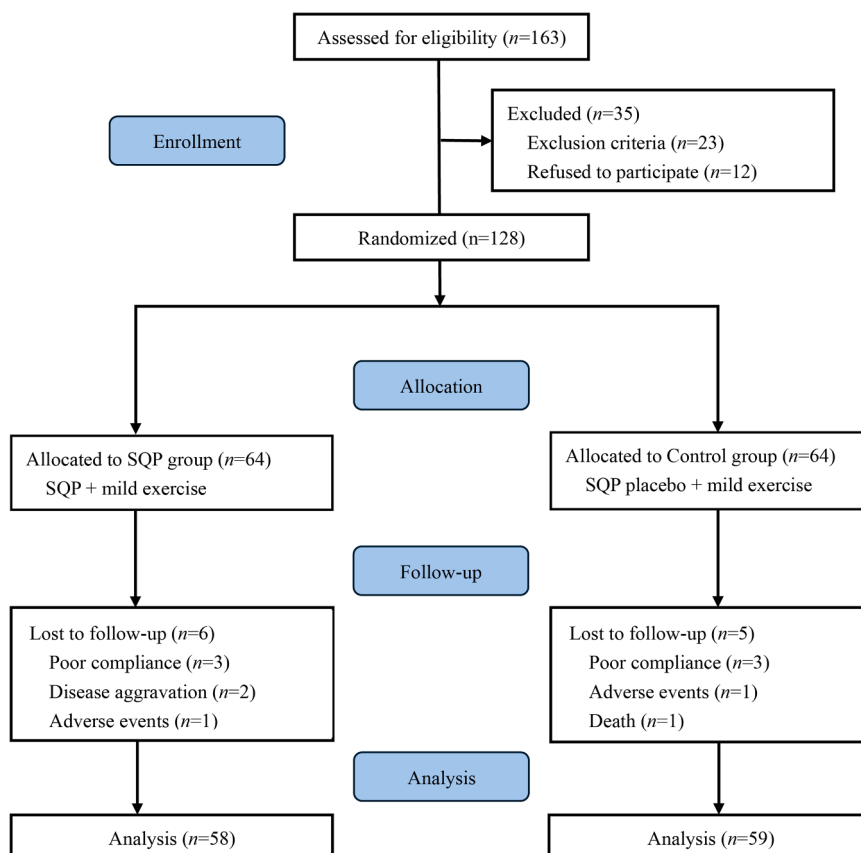 Assessed for eligibility (n=163)
Enrollment
Excluded (n=35)
Exclusion criteria (n=23)
Refused to participate (n=12)
Randomized (n=128)
Allocation
Allocated to SQP group (n=64)
SQP + mild exercise
Allocated to Control group (n=64)
SQP placebo + mild exercise
Follow-up
Lost to follow-up (n=6)
Poor compliance (n=3)
Disease aggravation (n=2)
Adverse events (n=1)
Lost to follow-up (n=5)
Poor compliance (n=3)
Adverse events (n=1)
Death (n=1)
Analysis
Analysis (n=58)
Analysis (n=59)